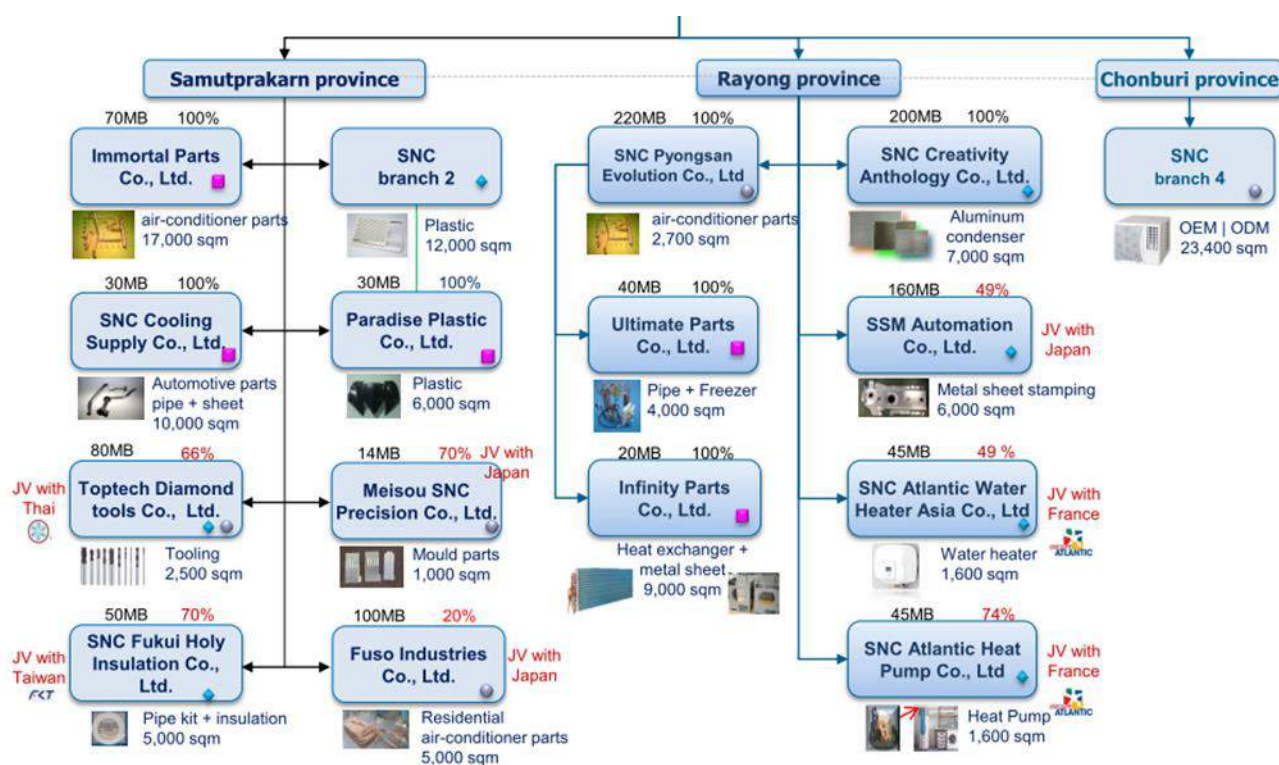 Samutprakarn province
Rayong province
Chonburi province
70MB 100%
Immortal Parts
Co., Ltd.
air-conditioner parts
17,000 sqm
SNC
branch 2
Plastic
12,000 sqm
30MB 100%
SNC Cooling
Supply Co., Ltd.
Automotive parts
pipe + sheet
10,000 sqm
30MB 100%
Paradise Plastic
Co., Ltd.
Plastic
6,000 sqm
80MB 66%
JV with
Thai
Toptech Diamond
tools Co., Ltd.
Tooling
2,500 sqm
14MB 70%
JV with
Japan
Meisou SNC
Precision Co., Ltd.
Mould parts
1,000 sqm
50MB 70%
JV with
Taiwan
FKT
SNC Fukui Holy
Insulation Co.,
Ltd.
Pipe kit + insulation
5,000 sqm
100MB 20%
Fuso Industries
Co., Ltd.
JV with
Japan
Residential
air-conditioner parts
5,000 sqm
220MB 100%
SNC Pyongsan
Evolution Co., Ltd
air-conditioner parts
2,700 sqm
200MB 100%
SNC Creativity
Anthology Co., Ltd.
Aluminum
condenser
7,000 sqm
40MB 100%
Ultimate Parts
Co., Ltd.
Pipe + Freezer
4,000 sqm
160MB 49%
SSM Automation
Co., Ltd.
JV with
Japan
Metal sheet stamping
6,000 sqm
20MB 100%
Infinity Parts
Co., Ltd.
Heat exchanger +
metal sheet
9,000 sqm
45MB 49 %
SNC Atlantic Water
Heater Asia Co., Ltd
JV with
France
ATLANTIC
Water heater
1,600 sqm
45MB 74%
SNC Atlantic Heat
Pump Co., Ltd
JV with
France
ATLANTIC
Heat Pump
1,600 sqm
SNC
branch 4
OEM | ODM
23,400 sqm